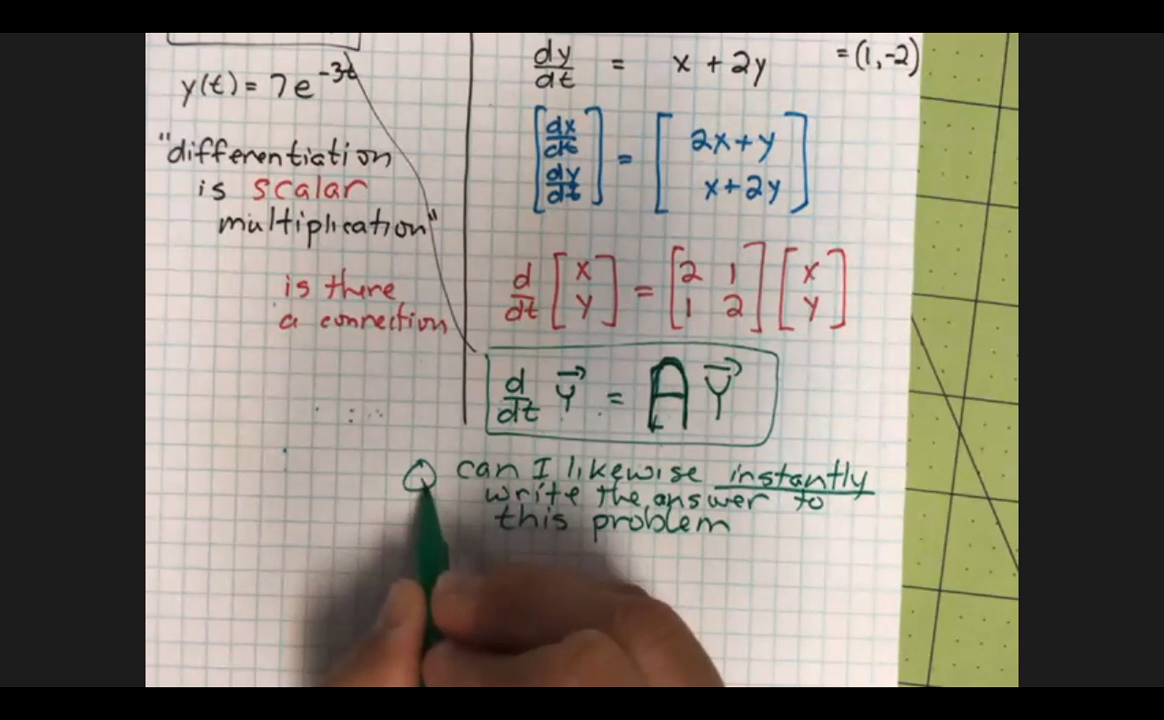 y(t) = 7e^-3t
"differentiation
is scalar
multiplication"
is there
a connection
dy/dt = x + 2y = (1, -2)
[dx/dt dy/dt] = [2x+y x+2y]
d/dt [x y] = [2 1 1 2] [x y]
d/dt Y⃗ = A Y⃗
can I likewise instantly
write the answer to
this problem